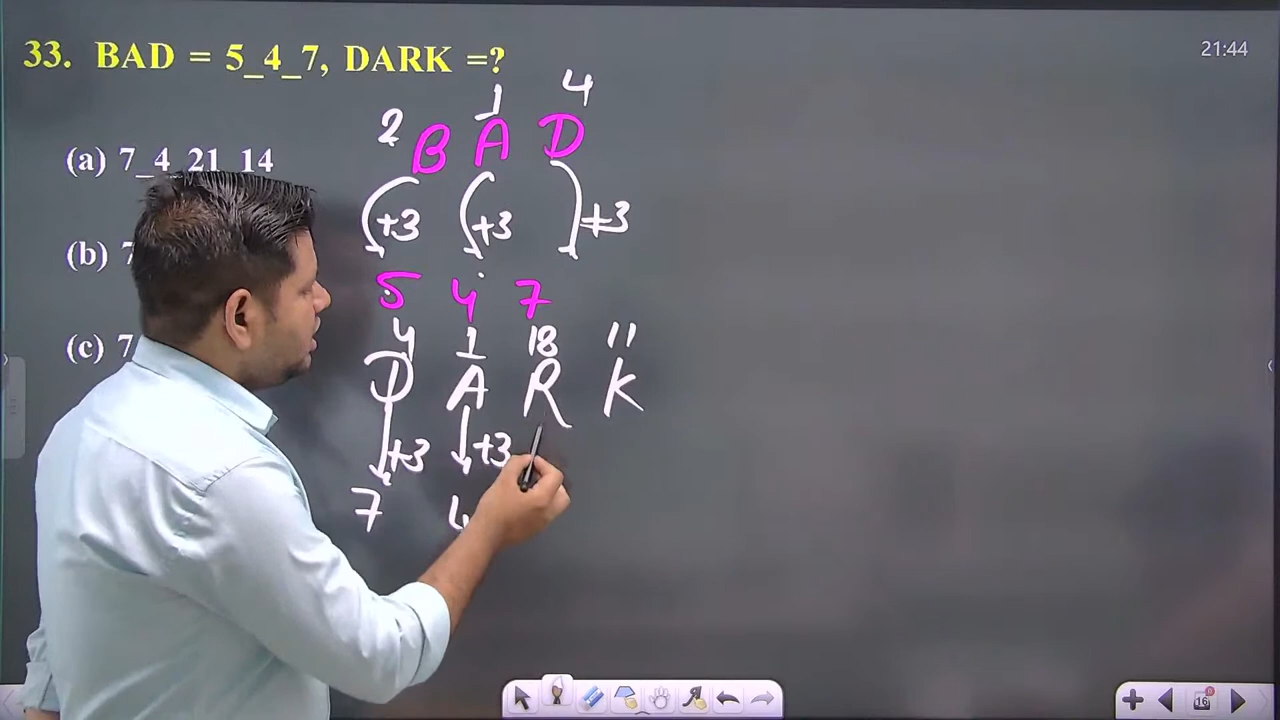 33. BAD = 5_4_7, DARK =?
21:44
(a) 7_4_21_14
(b) 7
(c) 7
2 1 4
B A D
+3 +3 +3
5 4 7
4 1 18 11
D A R K
+3 +3
7 4
16